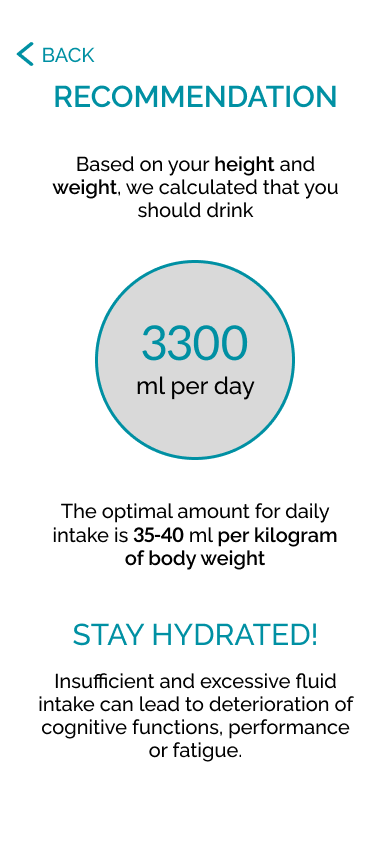 BACK
RECOMMENDATION
Based on your height and
weight, we calculated that you
should drink
3300
ml per day
The optimal amount for daily
intake is 35-40 ml per kilogram
of body weight
STAY HYDRATED!
Insufficient and excessive fluid
intake can lead to deterioration of
cognitive functions, performance
or fatigue.